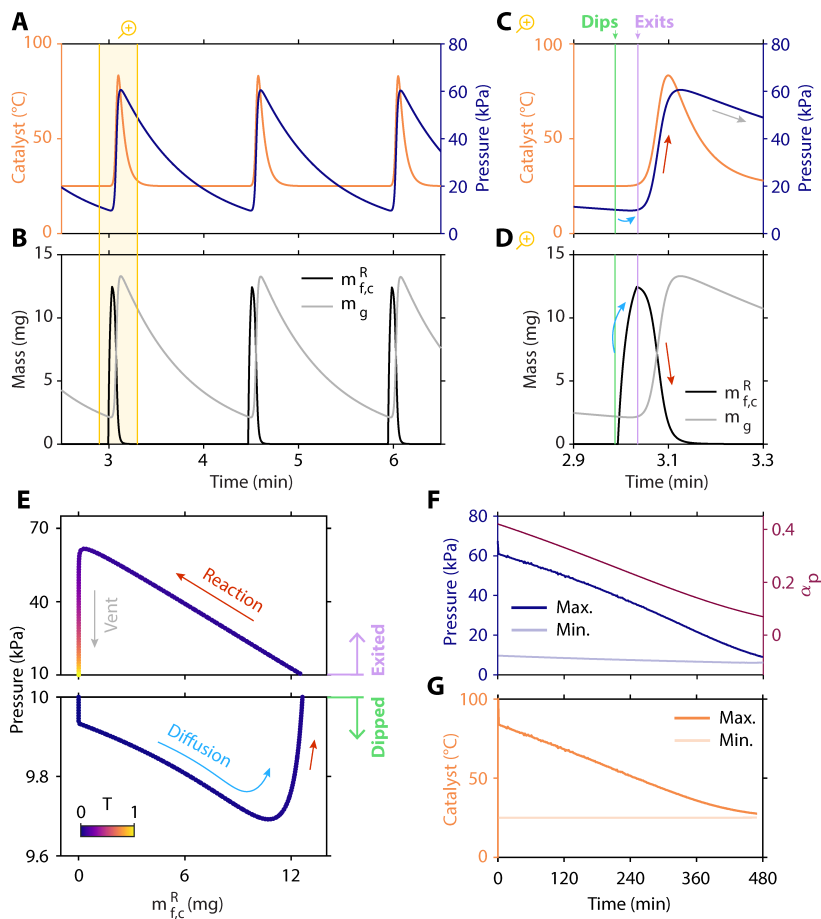 A
C
Dips
Exits
100
50
0
Catalyst (°C)
80
60
40
20
0
Pressure (kPa)
100
50
0
Catalyst (°C)
80
60
40
20
0
Pressure (kPa)
B
D
15
10
5
0
Mass (mg)
m^R_f,c
m_g
3
4
5
6
Time (min)
15
10
5
0
Mass (mg)
m^R_f,c
m_g
2.9
3.1
3.3
Time (min)
E
70
40
10
Reaction
Vent
Exited
Pressure (kPa)
10
9.8
9.6
Diffusion
Dipped
0 T 1
0
6
12
m^R_f,c (mg)
F
80
60
40
20
0
Pressure (kPa)
Max.
Min.
0.4
0.2
0
α_p
G
100
50
0
Catalyst (°C)
Max.
Min.
0
120
240
360
480
Time (min)